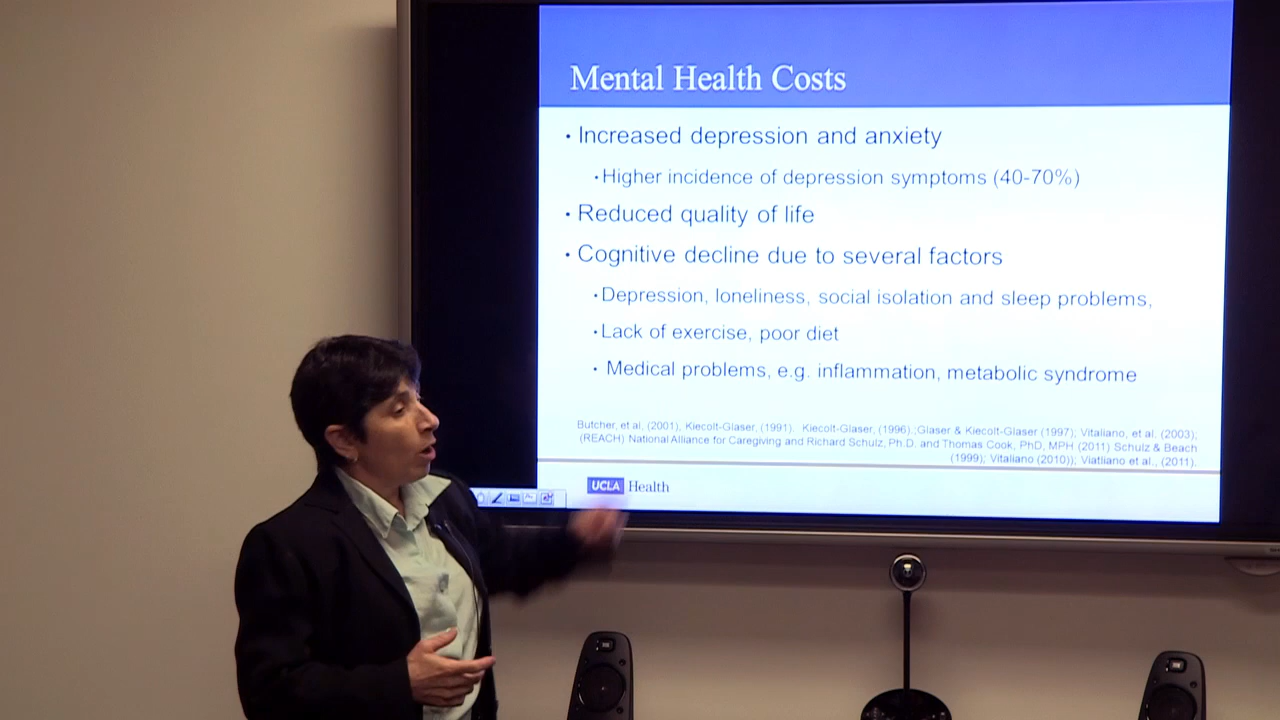 Mental Health Costs
• Increased depression and anxiety
• Higher incidence of depression symptoms (40-70%)
• Reduced quality of life
• Cognitive decline due to several factors
• Depression, loneliness, social isolation and sleep problems,
• Lack of exercise, poor diet
• Medical problems, e.g. inflammation, metabolic syndrome
Butcher, et al, (2001), Kiecolt-Glaser, (1991). Kiecolt-Glaser, (1996).;Glaser & Kiecolt-Glaser (1997); Vitaliano, et al. (2003);
(REACH) National Alliance for Caregiving and Richard Schulz, Ph.D. and Thomas Cook, PhD, MPH (2011) Schulz & Beach
(1999); Vitaliano (2010)); Viatliano et al., (2011).
UCLA Health